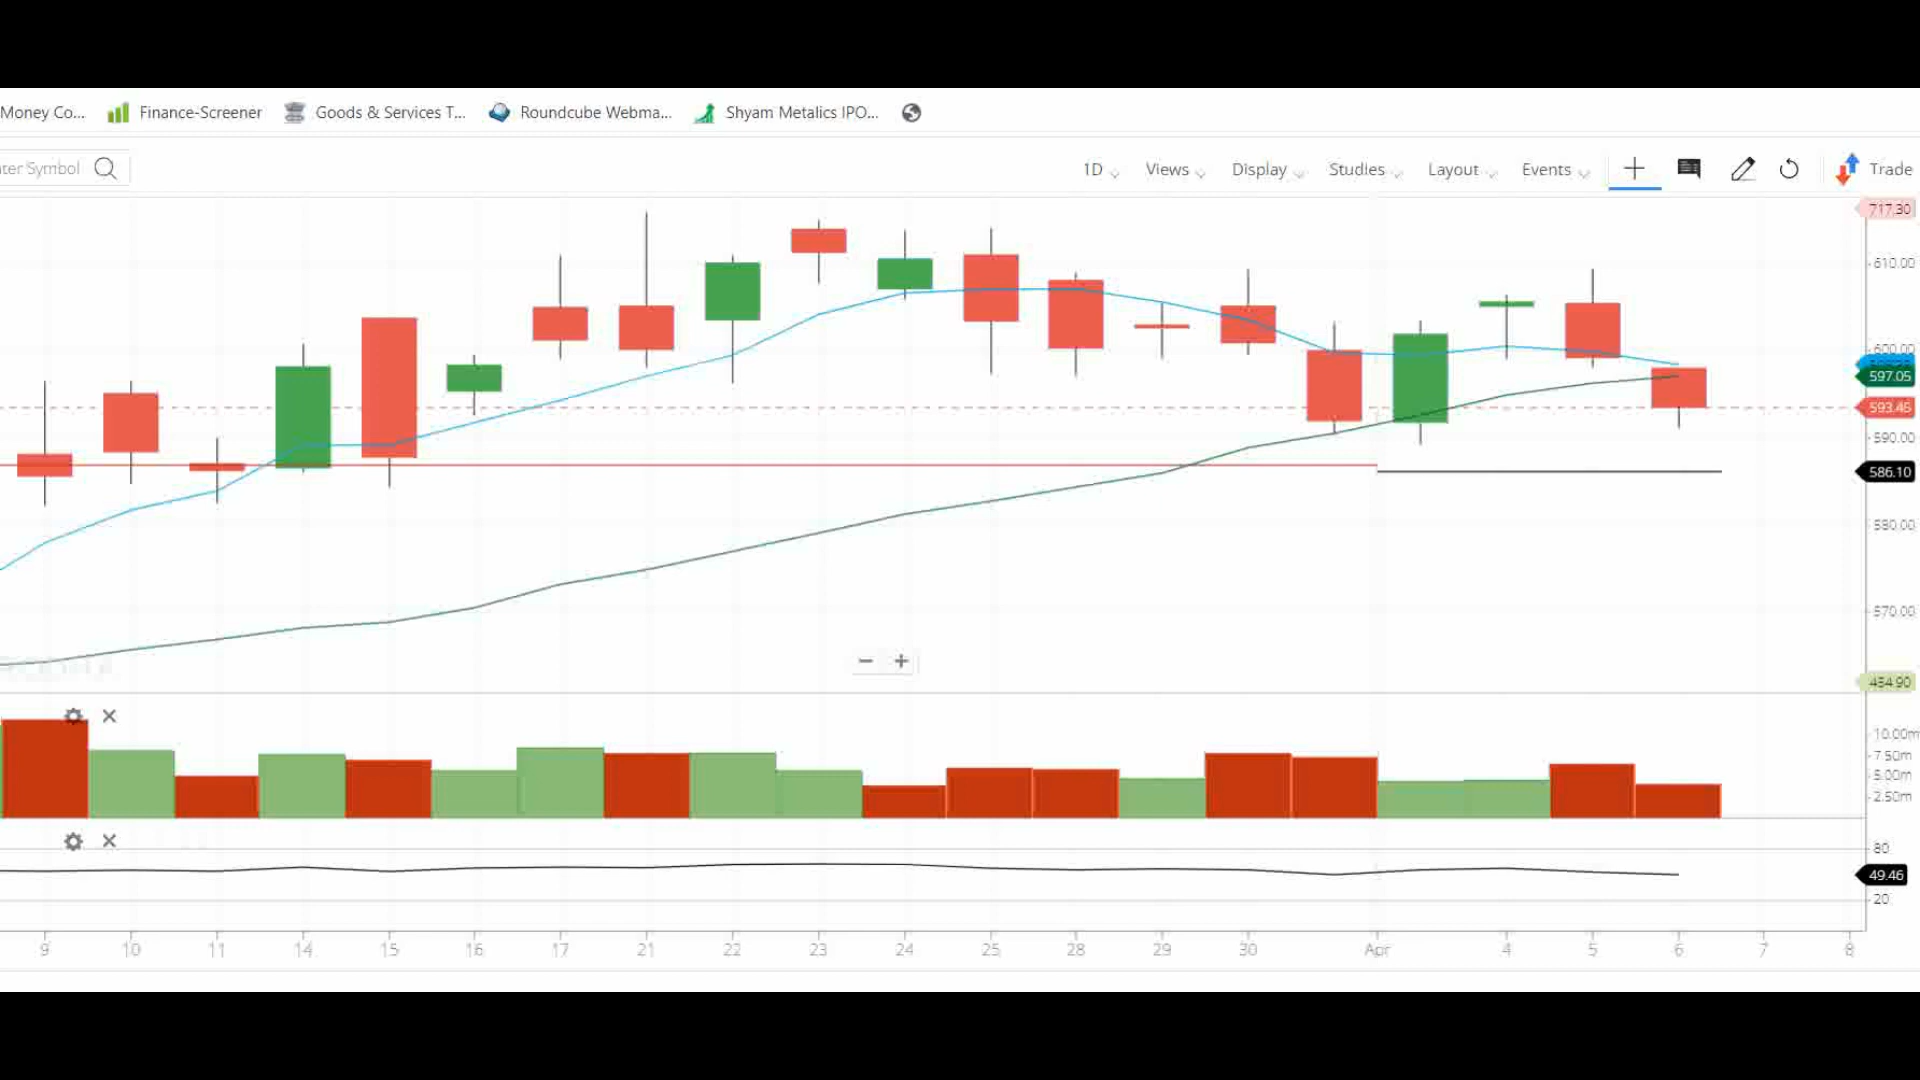 Money Co... Finance-Screener Goods & Services T... Roundcube Webma... Shyam Metalics IPO...
ter Symbol 1D Views Display Studies Layout Events Trade
717.30
610.00
600.00
597.05
593.45
590.00
586.10
580.00
570.00
454.90
10.00m
7.50m
5.00m
2.50m
80
49.46
20
9 10 11 14 15 16 17 21 22 23 24 25 28 29 30 Apr 4 5 6 7 8